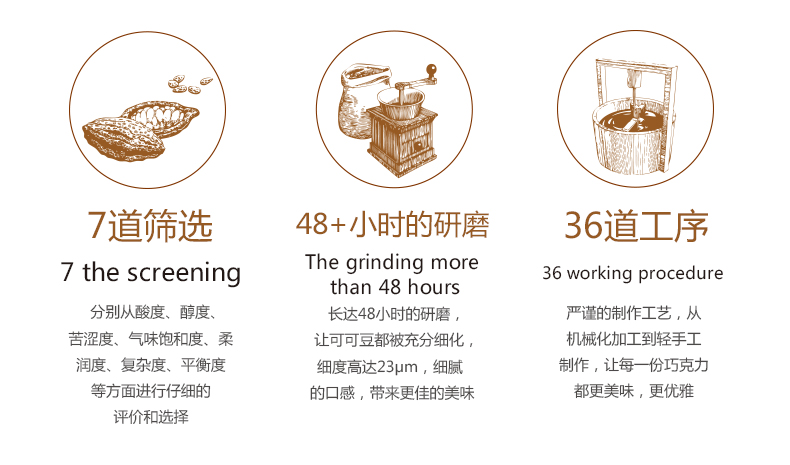 7道筛选
7 the screening
分别从酸度、醇度、
苦涩度、气味饱和度、柔
润度、复杂度、平衡度
等方面进行仔细的
评价和选择
48+小时的研磨
The grinding more
than 48 hours
长达48小时的研磨，
让可可豆都被充分细化，
细度高达23μm，细腻
的口感，带来更佳的美味
36道工序
36 working procedure
严谨的制作工艺，从
机械化加工到轻手工
制作，让每一份巧克力
都更美味，更优雅